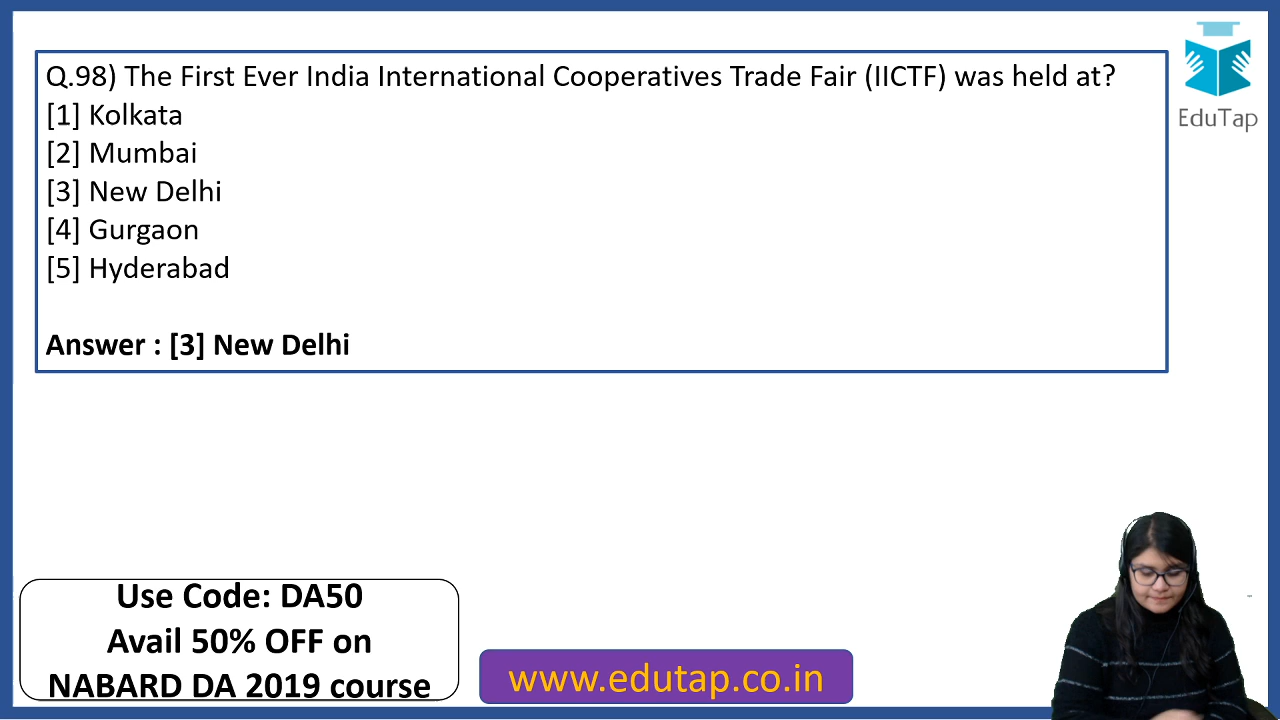 Q.98) The First Ever India International Cooperatives Trade Fair (IICTF) was held at?
[1] Kolkata
[2] Mumbai
[3] New Delhi
[4] Gurgaon
[5] Hyderabad
Answer : [3] New Delhi
EduTap
Use Code: DA50
Avail 50% OFF on
NABARD DA 2019 course
www.edutap.co.in